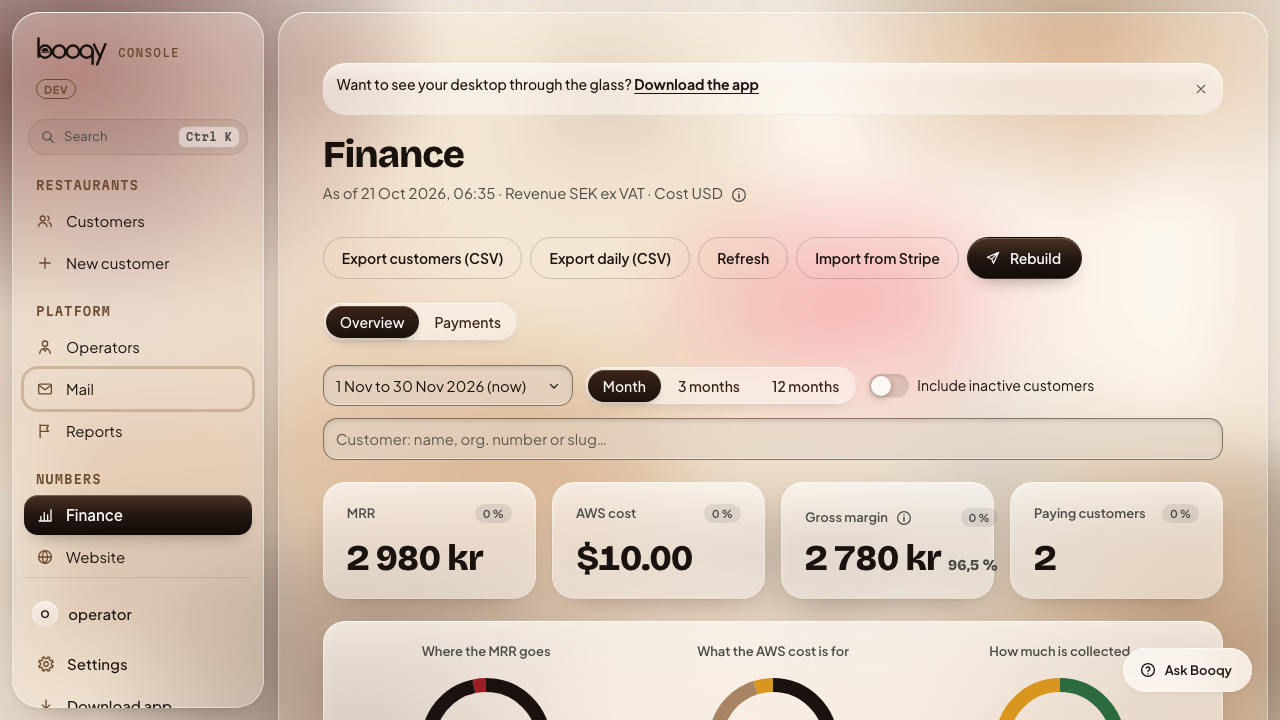 booqy CONSOLE
DEV
Search Ctrl K
RESTAURANTS
Customers
New customer
PLATFORM
Operators
Mail
Reports
NUMBERS
Finance
Website
operator
Settings
Download app
Want to see your desktop through the glass? Download the app
Finance
As of 21 Oct 2026, 06:35 · Revenue SEK ex VAT · Cost USD
Export customers (CSV) Export daily (CSV) Refresh Import from Stripe Rebuild
Overview Payments
1 Nov to 30 Nov 2026 (now) Month 3 months 12 months Include inactive customers
Customer: name, org. number or slug…
MRR 0 % AWS cost 0 % Gross margin 0 % Paying customers 0 %
2 980 kr $10.00 2 780 kr 96,5 % 2
Where the MRR goes What the AWS cost is for How much is collected
Ask Booqy